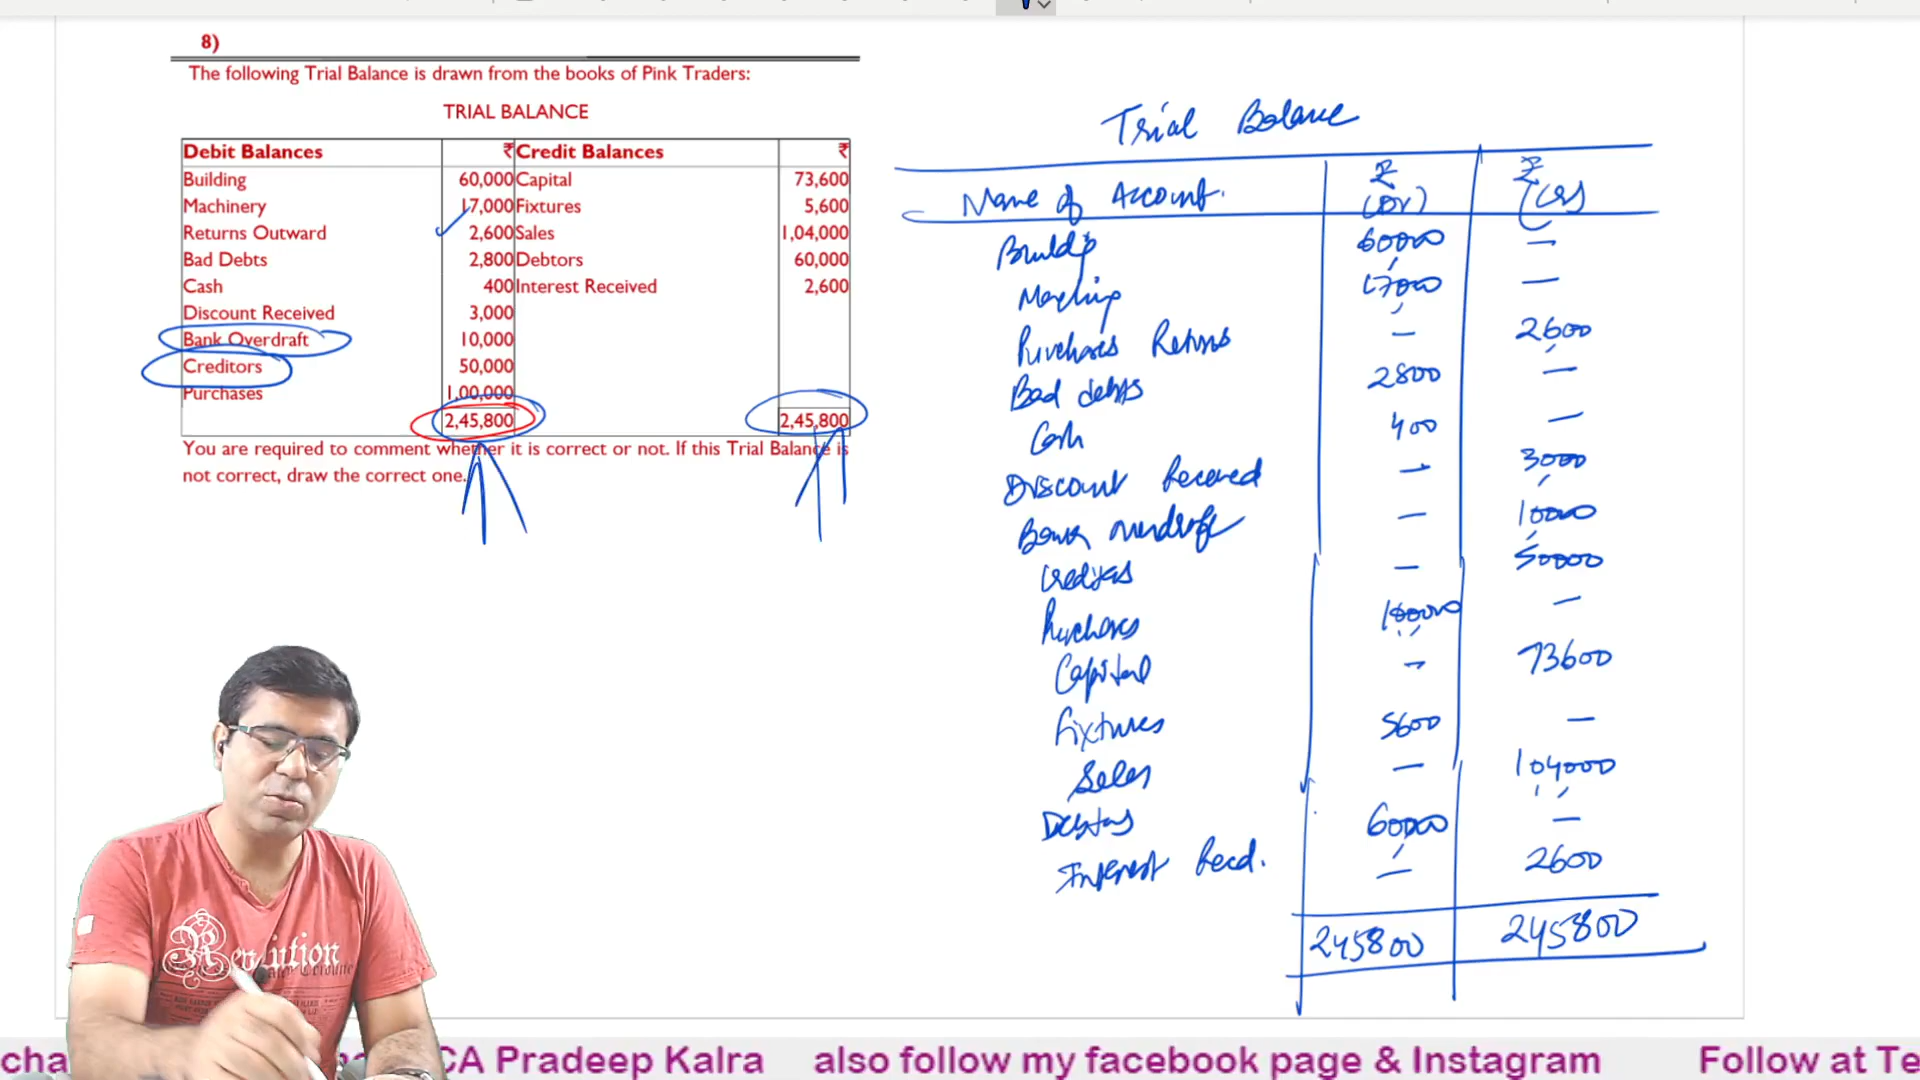 8)
The following Trial Balance is drawn from the books of Pink Traders:
TRIAL BALANCE
Debit Balances ₹ Credit Balances ₹
Building 60,000 Capital 73,600
Machinery 17,000 Fixtures 5,600
Returns Outward 2,600 Sales 1,04,000
Bad Debts 2,800 Debtors 60,000
Cash 400 Interest Received 2,600
Discount Received 3,000
Bank Overdraft 10,000
Creditors 50,000
Purchases 1,00,000
2,45,800 2,45,800
You are required to comment whether it is correct or not. If this Trial Balance is
not correct, draw the correct one.
Trial Balance
Name of Account. ₹ (Dr) ₹ (Cr)
60000 —
17000 —
Purchases Returns — 2600
Bad debts 2800 —
Cash 400 —
Discount Received — 3000
Bank overdraft — 10000
Creditors — 50000
Purchases 100000 —
Capital — 73600
Fixtures 5600 —
Sales — 104000
Debtors 60000 —
Interest Recd. — 2600
245800 245800
Revolution
CA Pradeep Kalra also follow my facebook page & Instagram Follow at Te